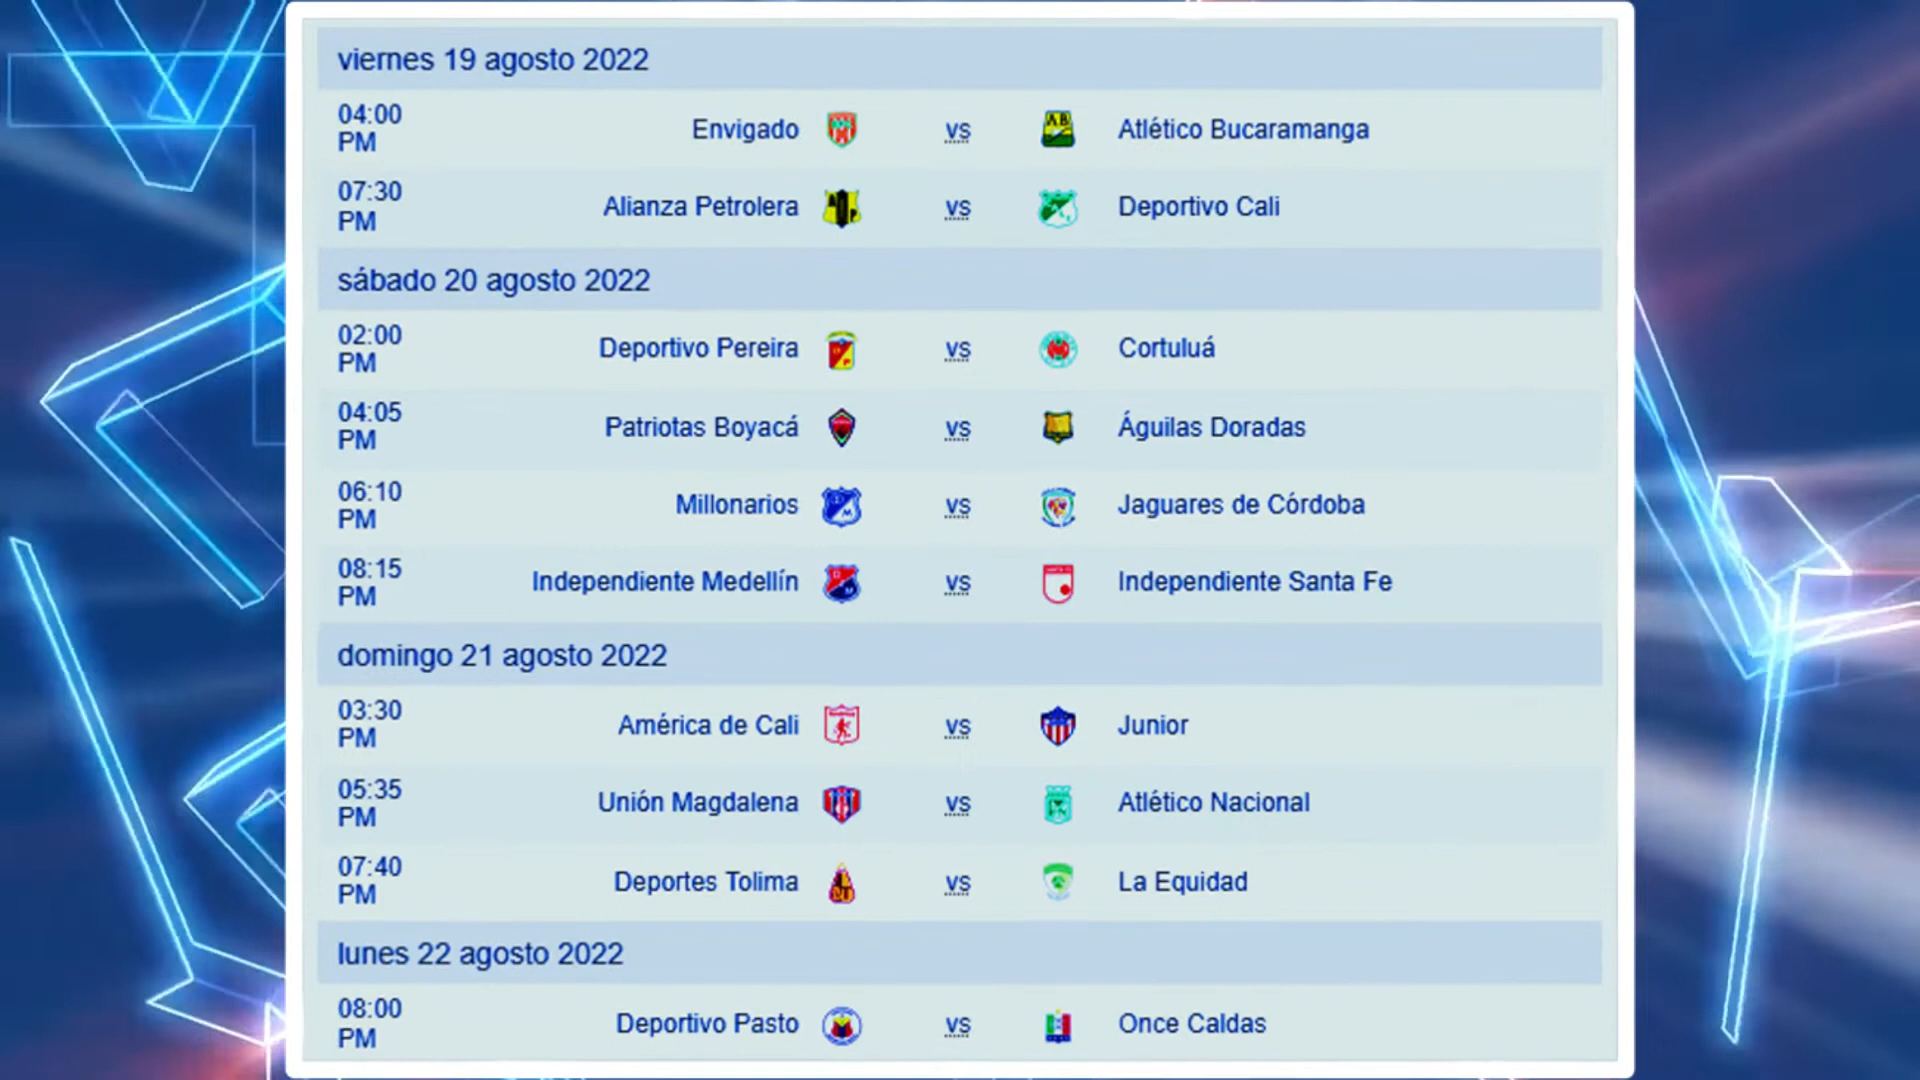 viernes 19 agosto 2022
04:00 PM Envigado vs Atlético Bucaramanga
07:30 PM Alianza Petrolera vs Deportivo Cali
sábado 20 agosto 2022
02:00 PM Deportivo Pereira vs Cortuluá
04:05 PM Patriotas Boyacá vs Águilas Doradas
06:10 PM Millonarios vs Jaguares de Córdoba
08:15 PM Independiente Medellín vs Independiente Santa Fe
domingo 21 agosto 2022
03:30 PM América de Cali vs Junior
05:35 PM Unión Magdalena vs Atlético Nacional
07:40 PM Deportes Tolima vs La Equidad
lunes 22 agosto 2022
08:00 PM Deportivo Pasto vs Once Caldas